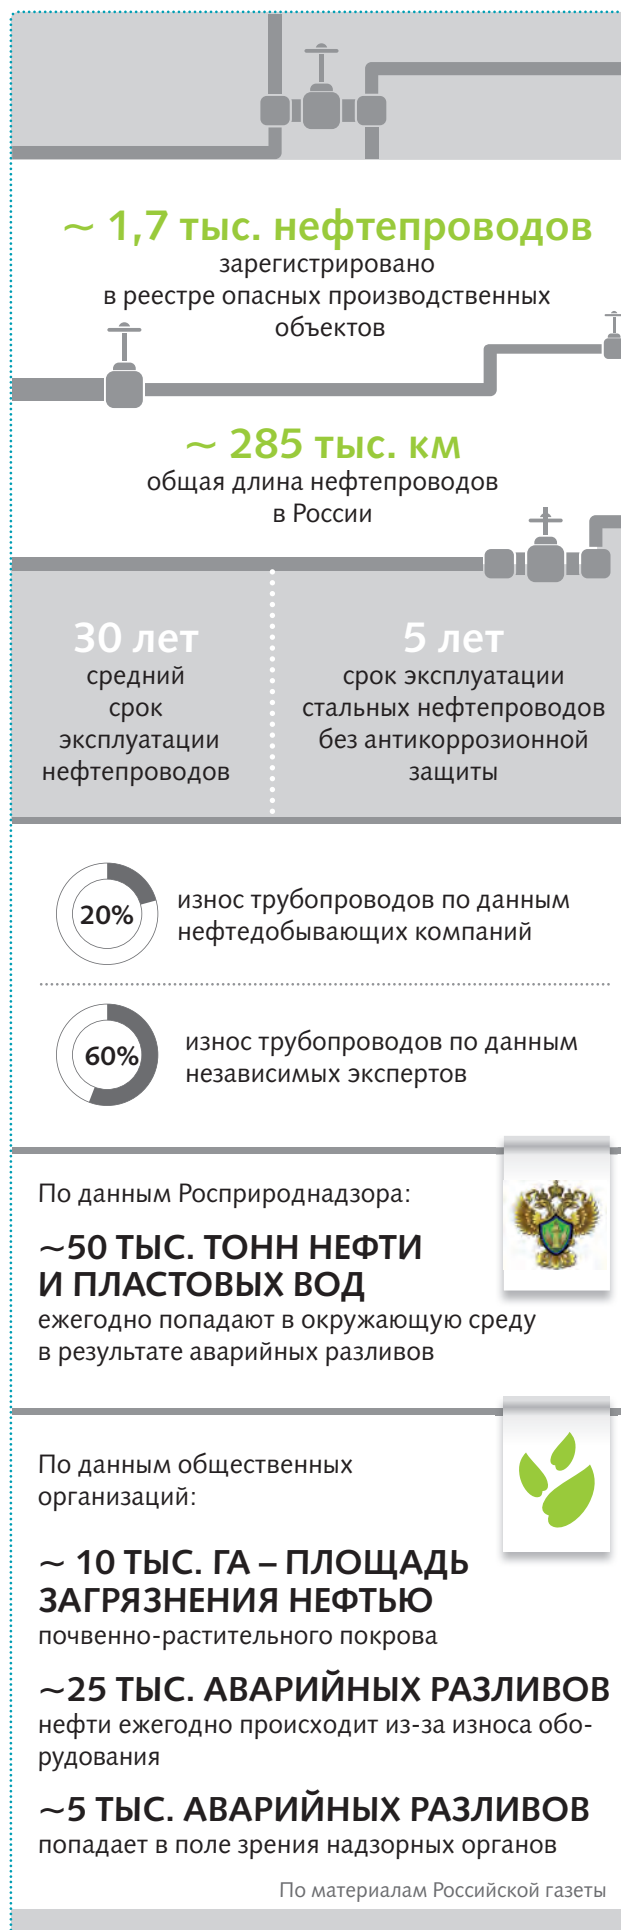 ~ 1,7 тыс. нефтепроводов
зарегистрировано
в реестре опасных производственных
объектов
~ 285 тыс. км
общая длина нефтепроводов
в России
30 лет
средний
срок
эксплуатации
нефтепроводов
5 лет
срок эксплуатации
стальных нефтепроводов
без антикоррозионной
защиты
20%
износ трубопроводов по данным
нефтедобывающих компаний
60%
износ трубопроводов по данным
независимых экспертов
По данным Росприроднадзора:
~50 ТЫС. ТОНН НЕФТИ
И ПЛАСТОВЫХ ВОД
ежегодно попадают в окружающую среду
в результате аварийных разливов
По данным общественных
организаций:
~ 10 ТЫС. ГА – ПЛОЩАДЬ
ЗАГРЯЗНЕНИЯ НЕФТЬЮ
почвенно-растительного покрова
~25 ТЫС. АВАРИЙНЫХ РАЗЛИВОВ
нефти ежегодно происходит из-за износа обо-
рудования
~5 ТЫС. АВАРИЙНЫХ РАЗЛИВОВ
попадает в поле зрения надзорных органов
По материалам Российской газеты